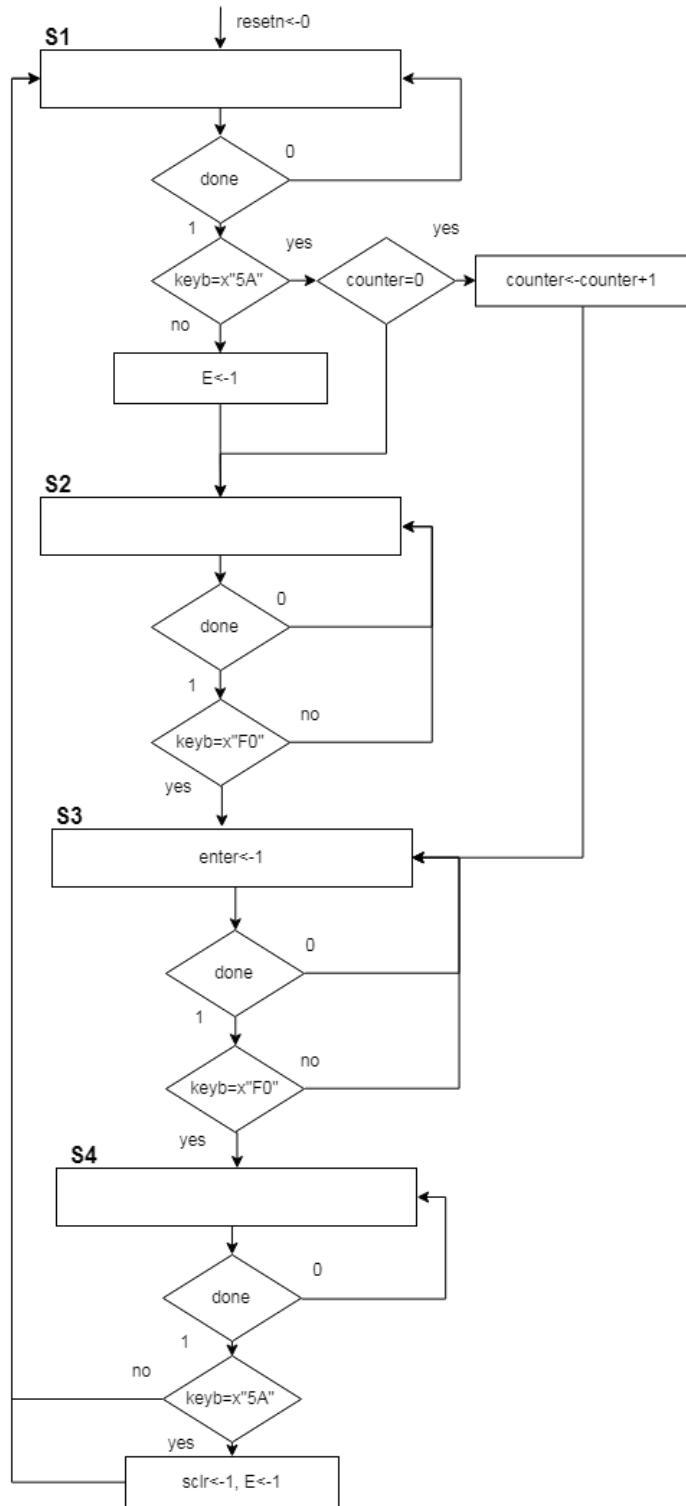 resetn<-0
S1
0
done
1
yes
yes
keyb=x"5A"
counter=0
counter<-counter+1
no
E<-1
S2
0
done
1
no
keyb=x"F0"
yes
S3
enter<-1
0
done
1
no
keyb=x"F0"
yes
S4
0
done
1
no
keyb=x"5A"
yes
sclr<-1, E<-1